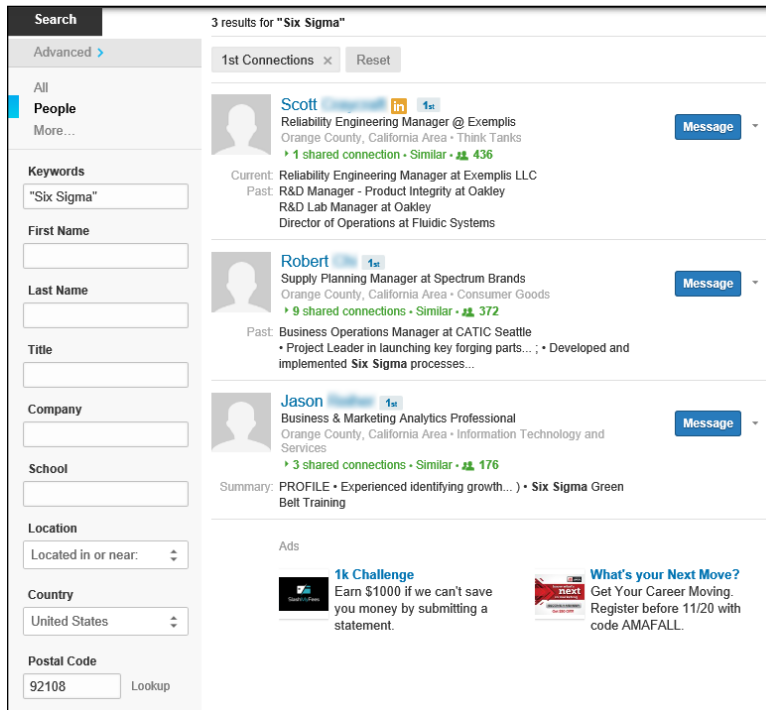 Search
Advanced >
All
People
More...
Keywords
"Six Sigma"
First Name
Last Name
Title
Company
School
Location
Located in or near:
Country
United States
Postal Code
92108 Lookup
3 results for "Six Sigma"
1st Connections × Reset
Scott in 1st
Reliability Engineering Manager @ Exemplis
Orange County, California Area • Think Tanks
1 shared connection • Similar • 436
Message
Current: Reliability Engineering Manager at Exemplis LLC
Past: R&D Manager - Product Integrity at Oakley
R&D Lab Manager at Oakley
Director of Operations at Fluidic Systems
Robert 1st
Supply Planning Manager at Spectrum Brands
Orange County, California Area • Consumer Goods
9 shared connections • Similar • 372
Message
Past: Business Operations Manager at CATIC Seattle
• Project Leader in launching key forging parts... ; • Developed and
implemented Six Sigma processes...
Jason 1st
Business & Marketing Analytics Professional
Orange County, California Area • Information Technology and
Services
3 shared connections • Similar • 176
Message
Summary: PROFILE • Experienced identifying growth... ) • Six Sigma Green
Belt Training
Ads
SlashMyFees
1k Challenge
Earn $1000 if we can't save
you money by submitting a
statement.
next
What's your Next Move?
Get Your Career Moving.
Register before 11/20 with
code AMAFALL.